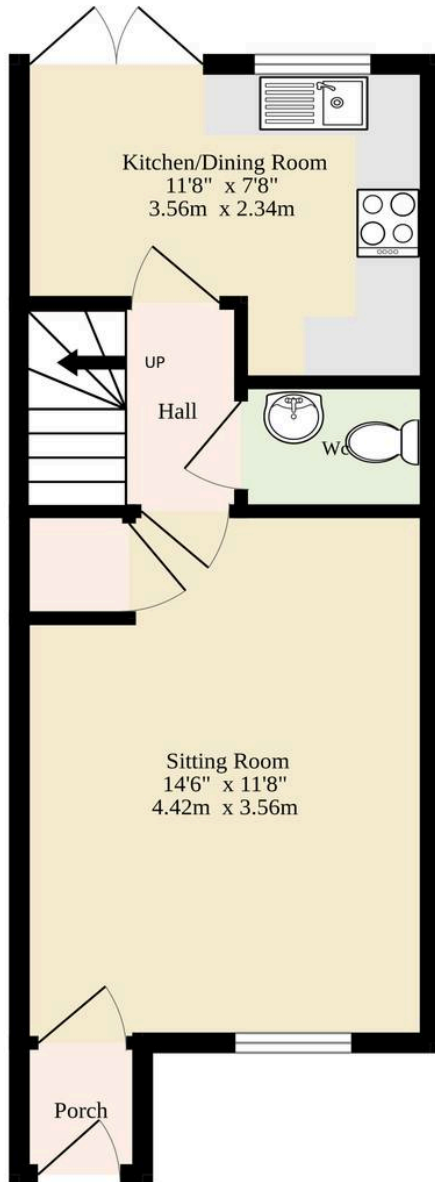 Kitchen/Dining Room
11'8" x 7'8"
3.56m x 2.34m
UP
Hall
Wc
Sitting Room
14'6" x 11'8"
4.42m x 3.56m
Porch